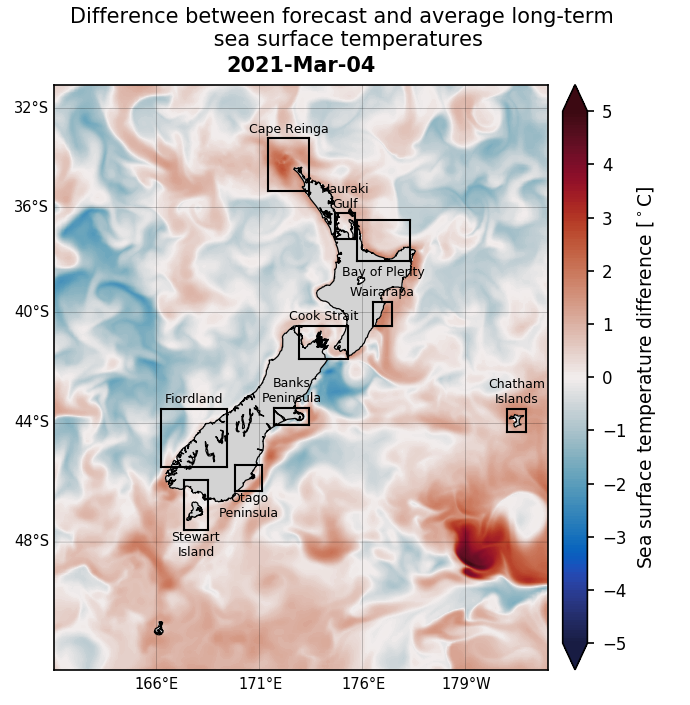 Difference between forecast and average long-term
sea surface temperatures
2021-Mar-04
32°S
36°S
40°S
44°S
48°S
166°E
171°E
176°E
179°W
Cape Reinga
Hauraki
Gulf
Bay of Plenty
Wairarapa
Cook Strait
Banks
Peninsula
Fiordland
Chatham
Islands
Otago
Peninsula
Stewart
Island
5
4
3
2
1
0
−1
−2
−3
−4
−5
Sea surface temperature difference [°C]